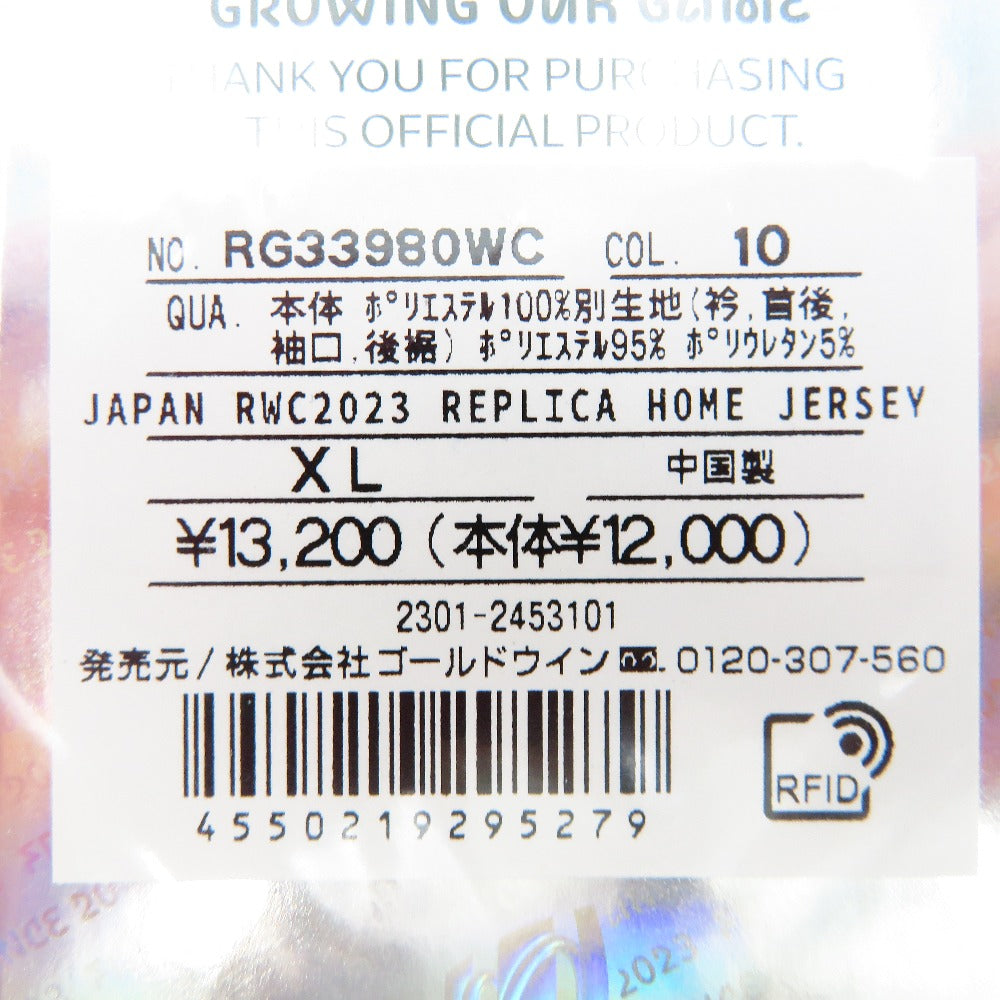 GROWING OUR GAME
THANK YOU FOR PURCHASING
THIS OFFICIAL PRODUCT.
NO. RG33980WC COL. 10
QUA. 本体 ポリエステル100%別生地(衿,首後,
袖口,後裾) ポリエステル95% ポリウレタン5%
JAPAN RWC2023 REPLICA HOME JERSEY
XL 中国製
¥13,200(本体¥12,000)
2301-2453101
発売元/株式会社ゴールドウイン 0120-307-560
4550219295279
RFID
2023